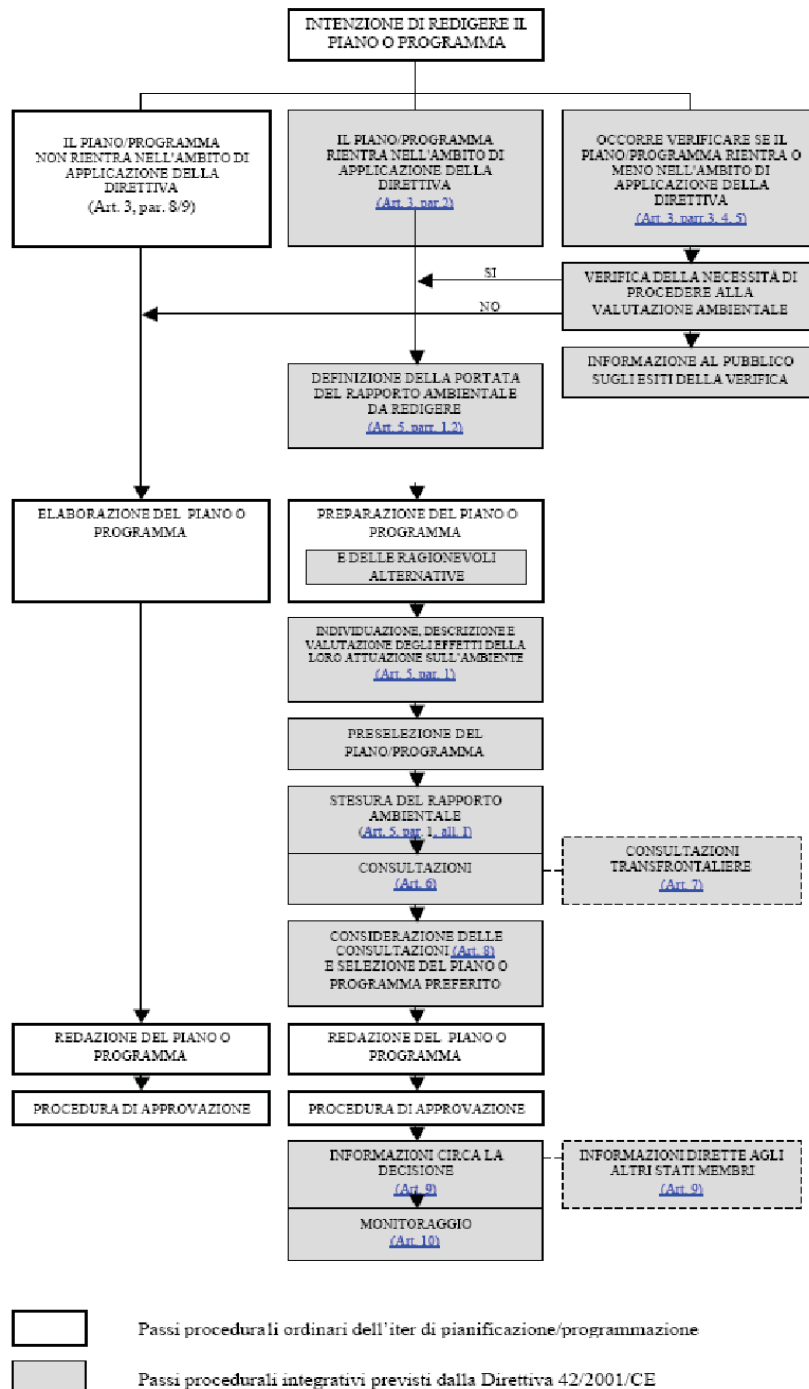 INTENZIONE DI REDIGERE IL
PIANO O PROGRAMMA
IL PIANO/PROGRAMMA
NON RIENTRA NELL'AMBITO DI
APPLICAZIONE DELLA
DIRETTIVA
(Art. 3, par. 8/9)
IL PIANO/PROGRAMMA
RIENTRA NELL'AMBITO DI
APPLICAZIONE DELLA
DIRETTIVA
(Art. 3, par.2)
OCCORRE VERIFICARE SE IL
PIANO/PROGRAMMA RIENTRA O
MENO NELL'AMBITO DI
APPLICAZIONE DELLA
DIRETTIVA
(Art. 3, parr.3, 4, 5)
SI
NO
VERIFICA DELLA NECESSITÀ DI
PROCEDERE ALLA
VALUTAZIONE AMBIENTALE
INFORMAZIONE AL PUBBLICO
SUGLI ESITI DELLA VERIFICA
DEFINIZIONE DELLA PORTATA
DEL RAPPORTO AMBIENTALE
DA REDIGERE
(Art. 5, parr. 1,2)
ELABORAZIONE DEL PIANO O
PROGRAMMA
PREPARAZIONE DEL PIANO O
PROGRAMMA
E DELLE RAGIONEVOLI
ALTERNATIVE
INDIVIDUAZIONE, DESCRIZIONE E
VALUTAZIONE DEGLI EFFETTI DELLA
LORO ATTUAZIONE SULL'AMBIENTE
(Art. 5, par. 1)
PRESELEZIONE DEL
PIANO/PROGRAMMA
STESURA DEL RAPPORTO
AMBIENTALE
(Art. 5, par. 1, all. I)
CONSULTAZIONI
(Art. 6)
CONSULTAZIONI
TRANSFRONTALIERE
(Art. 7)
CONSIDERAZIONE DELLE
CONSULTAZIONI (Art. 8)
E SELEZIONE DEL PIANO O
PROGRAMMA PREFERITO
REDAZIONE DEL PIANO O
PROGRAMMA
REDAZIONE DEL PIANO O
PROGRAMMA
PROCEDURA DI APPROVAZIONE
PROCEDURA DI APPROVAZIONE
INFORMAZIONI CIRCA LA
DECISIONE
(Art. 9)
INFORMAZIONI DIRETTE AGLI
ALTRI STATI MEMBRI
(Art. 9)
MONITORAGGIO
(Art. 10)
Passi procedurali ordinari dell'iter di pianificazione/programmazione
Passi procedurali integrativi previsti dalla Direttiva 42/2001/CE